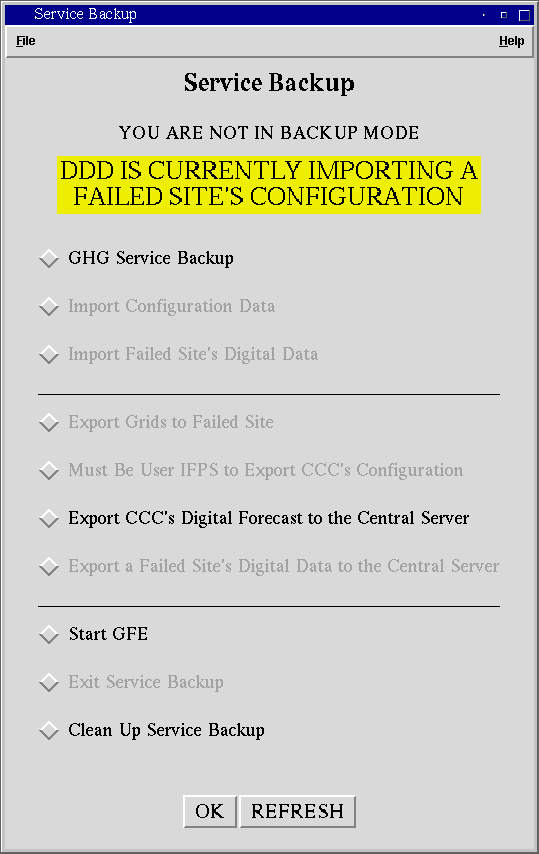 Service Backup
File Help
Service Backup
YOU ARE NOT IN BACKUP MODE
DDD IS CURRENTLY IMPORTING A
FAILED SITE'S CONFIGURATION
GHG Service Backup
Import Configuration Data
Import Failed Site's Digital Data
Export Grids to Failed Site
Must Be User IFPS to Export CCC's Configuration
Export CCC's Digital Forecast to the Central Server
Export a Failed Site's Digital Data to the Central Server
Start GFE
Exit Service Backup
Clean Up Service Backup
OK REFRESH